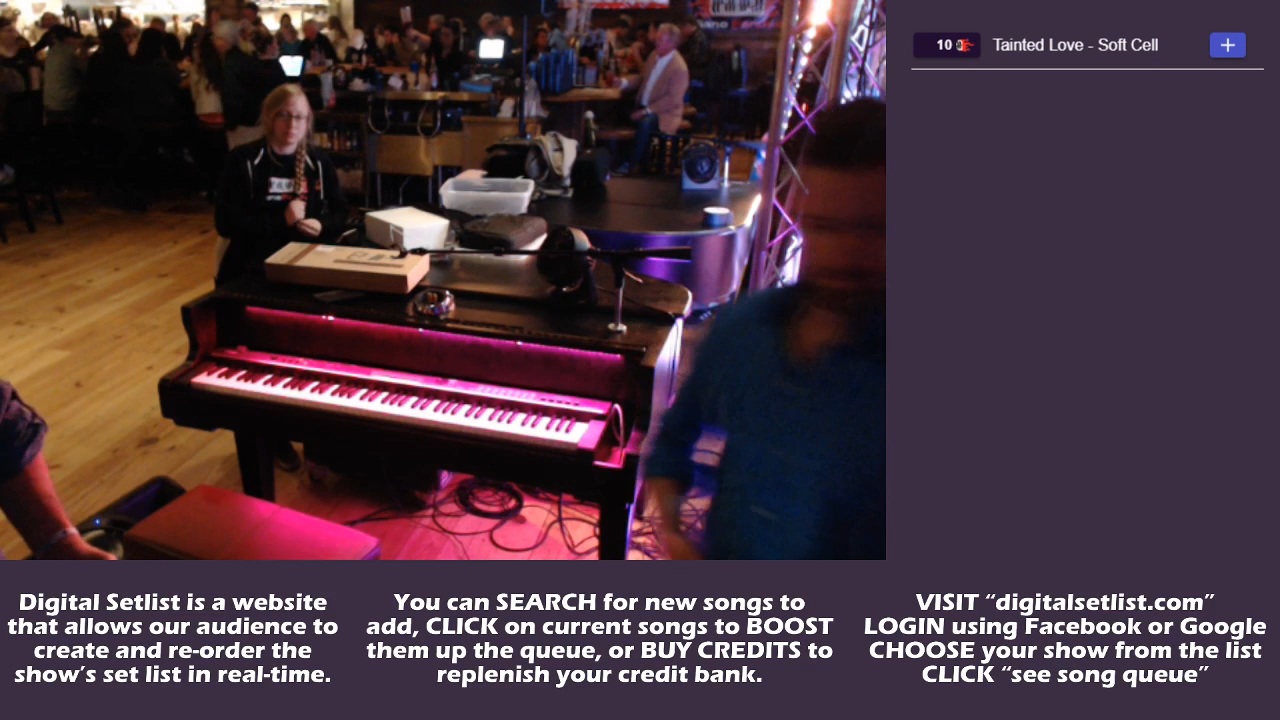 10 Tainted Love - Soft Cell +
Digital Setlist is a website
that allows our audience to
create and re-order the
show's set list in real-time.
You can SEARCH for new songs to
add, CLICK on current songs to BOOST
them up the queue, or BUY CREDITS to
replenish your credit bank.
VISIT “digitalsetlist.com”
LOGIN using Facebook or Google
CHOOSE your show from the list
CLICK “see song queue”